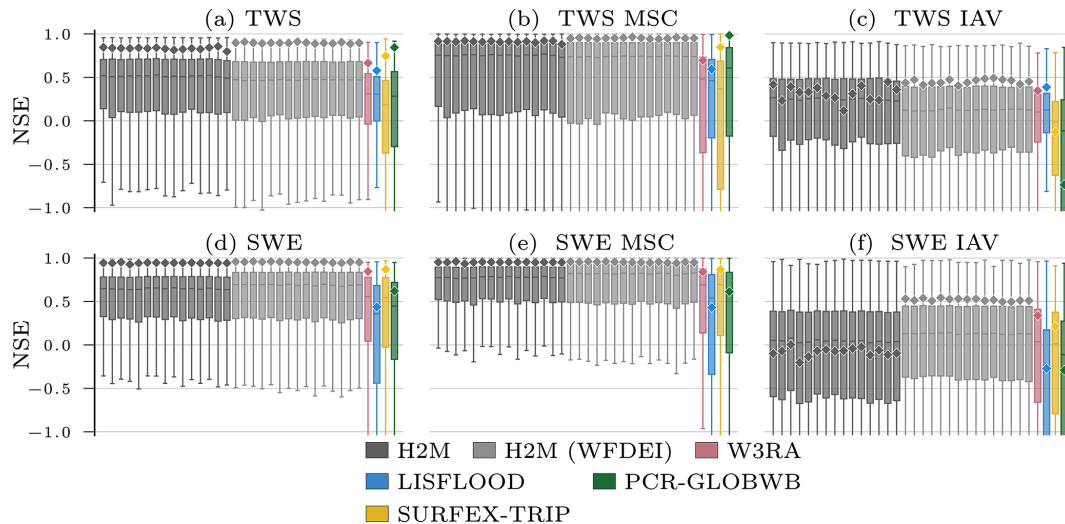 (a) TWS
(b) TWS MSC
(c) TWS IAV
NSE
1.0
0.5
0.0
−0.5
−1.0
(d) SWE
(e) SWE MSC
(f) SWE IAV
NSE
1.0
0.5
0.0
−0.5
−1.0
H2M H2M (WFDEI) W3RA
LISFLOOD PCR-GLOBWB
SURFEX-TRIP